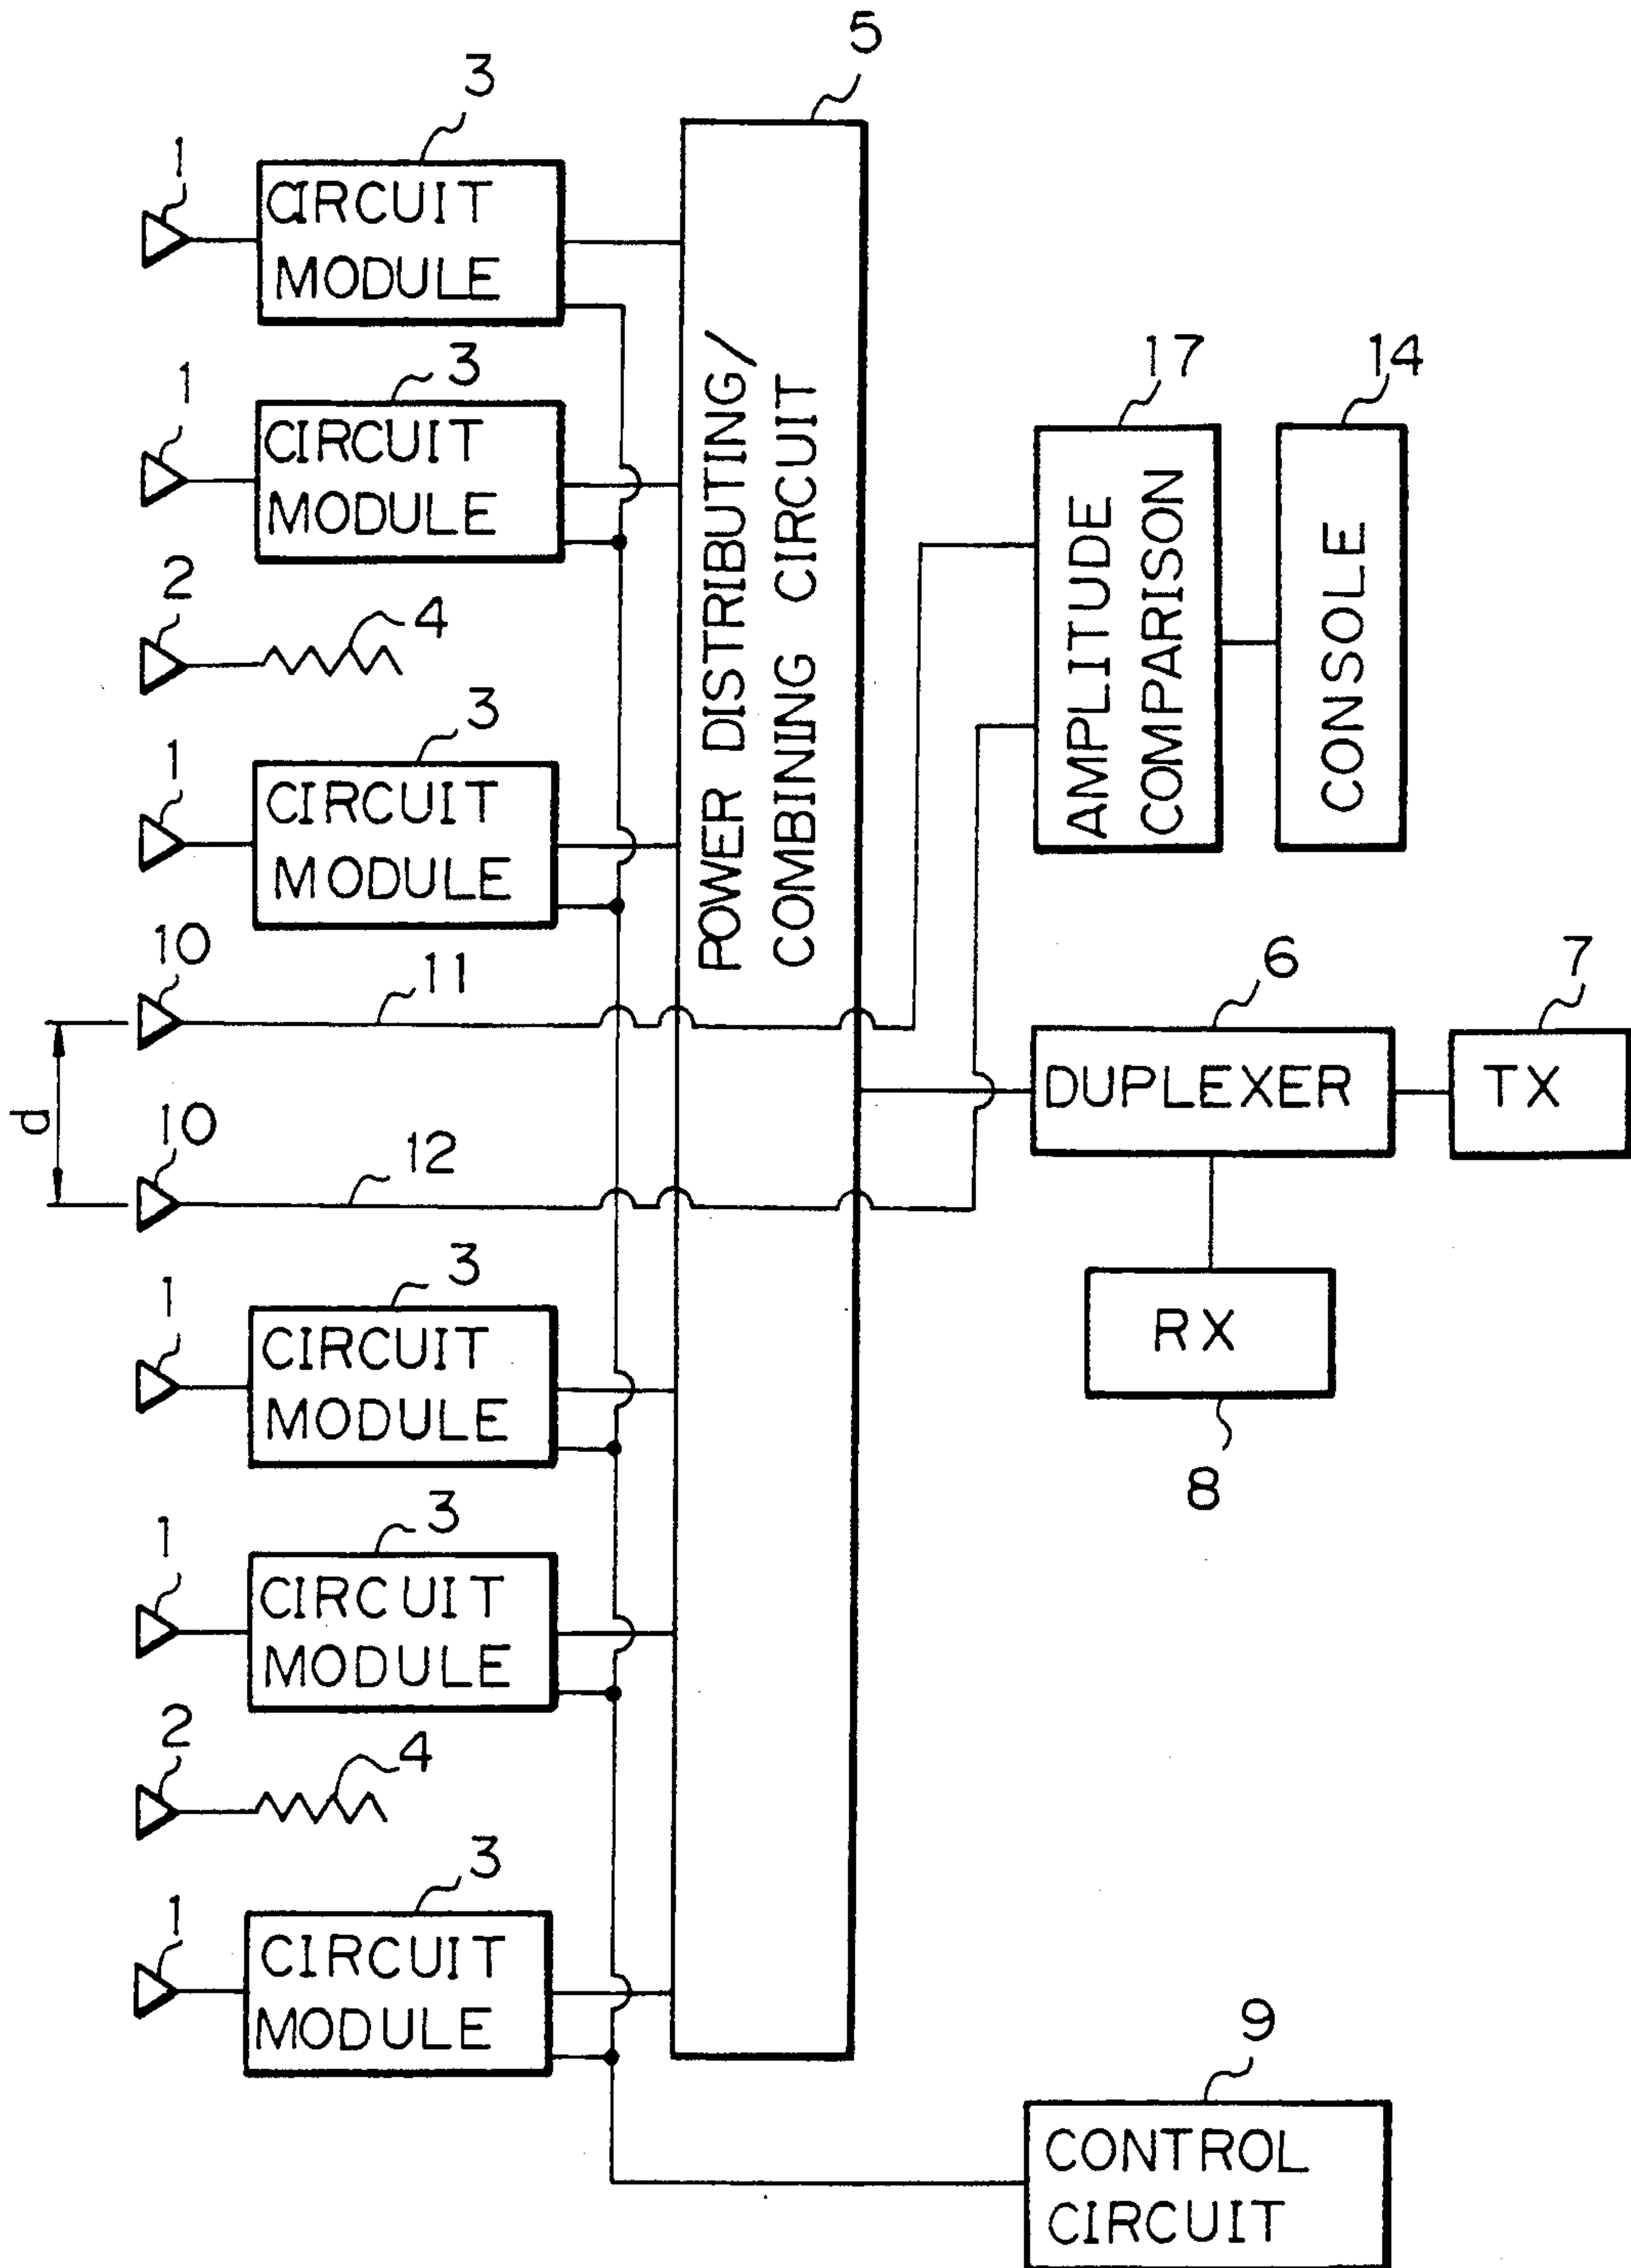 5
3
1
CIRCUIT
MODULE
3
1
CIRCUIT
MODULE
2
4
3
1
CIRCUIT
MODULE
POWER DISTRIBUTING/
COMBINING CIRCUIT
17
14
AMPLITUDE
COMPARISON
CONSOLE
10
11
d
10
12
6
7
DUPLEXER
TX
RX
8
3
1
CIRCUIT
MODULE
3
1
CIRCUIT
MODULE
2
4
3
1
CIRCUIT
MODULE
9
CONTROL
CIRCUIT